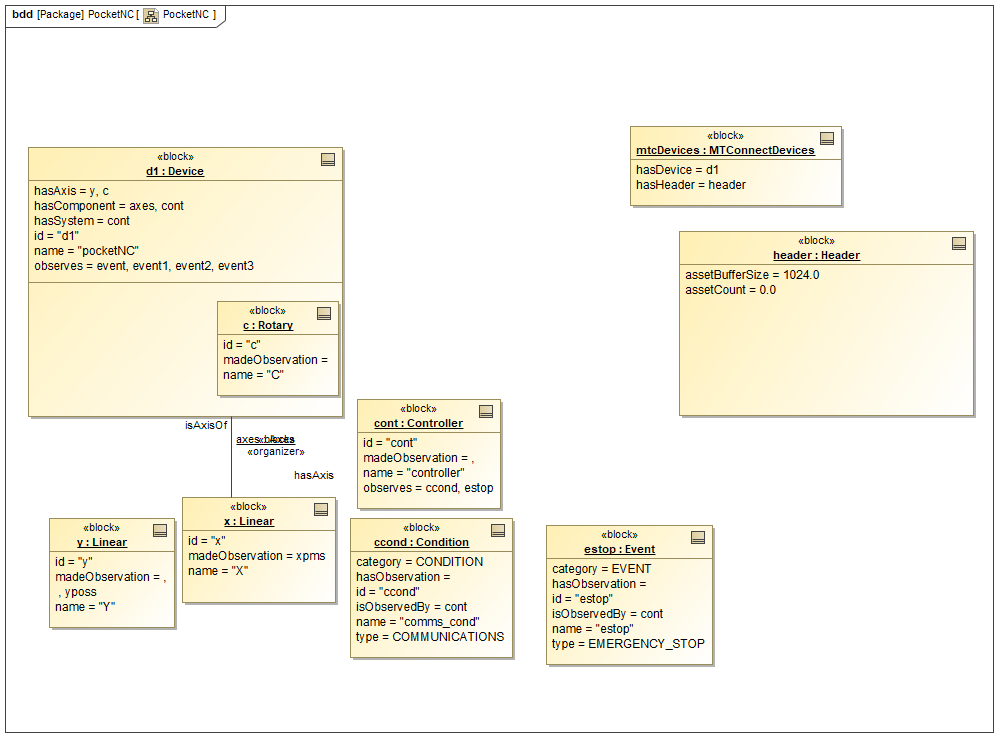 bdd [Package] PocketNC [ PocketNC ]
«block»
d1 : Device
hasAxis = y, c
hasComponent = axes, cont
hasSystem = cont
id = "d1"
name = "pocketNC"
observes = event, event1, event2, event3
«block»
c : Rotary
id = "c"
madeObservation =
name = "C"
«block»
mtcDevices : MTConnectDevices
hasDevice = d1
hasHeader = header
«block»
header : Header
assetBufferSize = 1024.0
assetCount = 0.0
isAxisOf
axes : Axes
«block»
«organizer»
hasAxis
«block»
cont : Controller
id = "cont"
madeObservation = ,
name = "controller"
observes = ccond, estop
«block»
y : Linear
id = "y"
madeObservation = ,
, yposs
name = "Y"
«block»
x : Linear
id = "x"
madeObservation = xpms
name = "X"
«block»
ccond : Condition
category = CONDITION
hasObservation =
id = "ccond"
isObservedBy = cont
name = "comms_cond"
type = COMMUNICATIONS
«block»
estop : Event
category = EVENT
hasObservation =
id = "estop"
isObservedBy = cont
name = "estop"
type = EMERGENCY_STOP